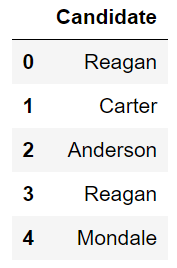 Candidate
0 Reagan
1 Carter
2 Anderson
3 Reagan
4 Mondale